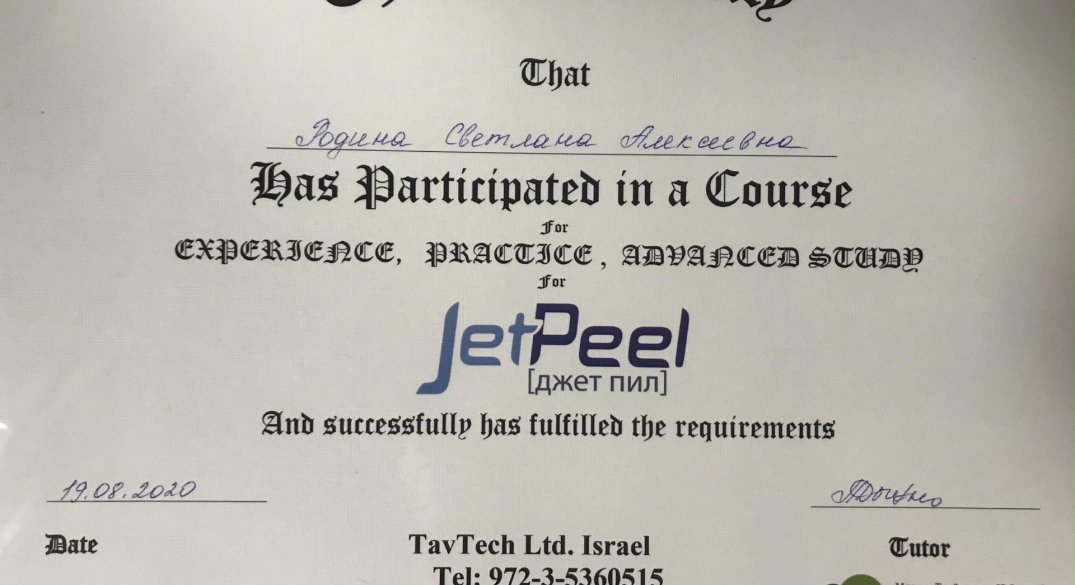 That
Родина Светлана Алексеевна
Has Participated in a Course
For
EXPERIENCE, PRACTICE, ADVANCED STUDY
For
JetPeel
[джет пил]
And successfully has fulfilled the requirements
19.08.2020
Date
TavTech Ltd. Israel
Tutor
Tel: 972-3-5360515